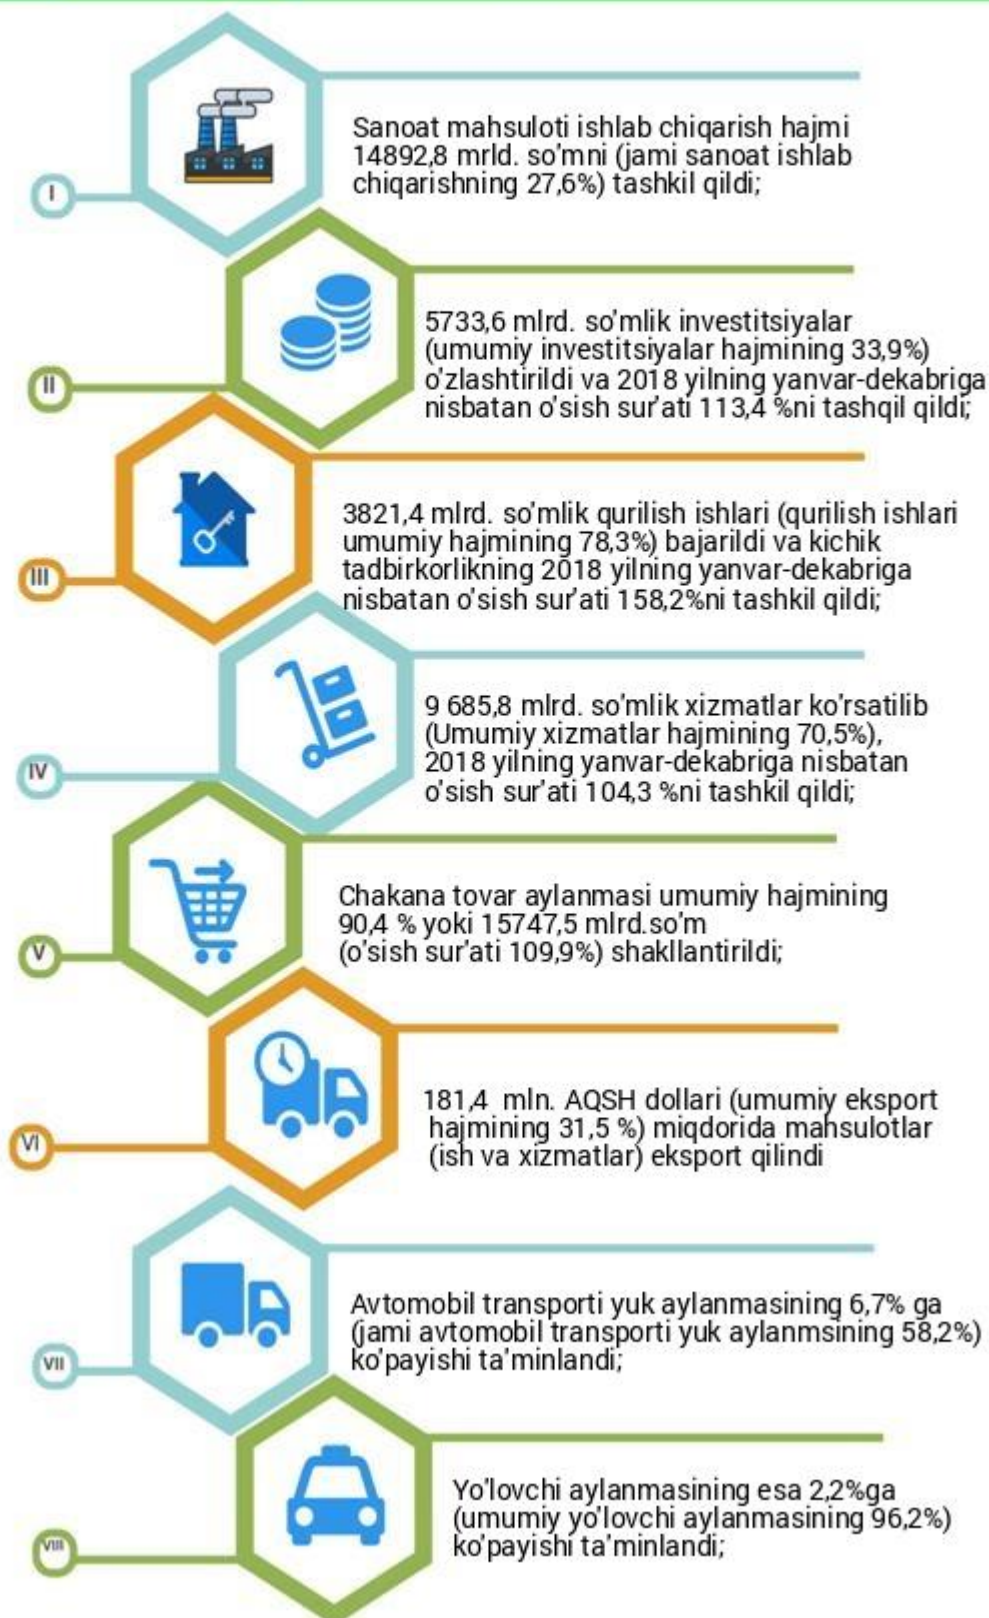 I
Sanoat mahsuloti ishlab chiqarish hajmi
14892,8 mrld. so'mni (jami sanoat ishlab
chiqarishning 27,6%) tashkil qildi;
II
5733,6 mlrd. so'mlik investitsiyalar
(umumiy investitsiyalar hajmining 33,9%)
o'zlashtirildi va 2018 yilning yanvar-dekabriga
nisbatan o'sish sur'ati 113,4 %ni tashqil qildi;
III
3821,4 mlrd. so'mlik qurilish ishlari (qurilish ishlari
umumiy hajmining 78,3%) bajarildi va kichik
tadbirkorlikning 2018 yilning yanvar-dekabriga
nisbatan o'sish sur'ati 158,2%ni tashkil qildi;
IV
9 685,8 mlrd. so'mlik xizmatlar ko'rsatilib
(Umumiy xizmatlar hajmining 70,5%),
2018 yilning yanvar-dekabriga nisbatan
o'sish sur'ati 104,3 %ni tashkil qildi;
V
Chakana tovar aylanmasi umumiy hajmining
90,4 % yoki 15747,5 mlrd.so'm
(o'sish sur'ati 109,9%) shakllantirildi;
VI
181,4 mln. AQSH dollari (umumiy eksport
hajmining 31,5 %) miqdorida mahsulotlar
(ish va xizmatlar) eksport qilindi
VII
Avtomobil transporti yuk aylanmasining 6,7% ga
(jami avtomobil transporti yuk aylanmsining 58,2%)
ko'payishi ta'minlandi;
VIII
Yo'lovchi aylanmasining esa 2,2%ga
(umumiy yo'lovchi aylanmasining 96,2%)
ko'payishi ta'minlandi;